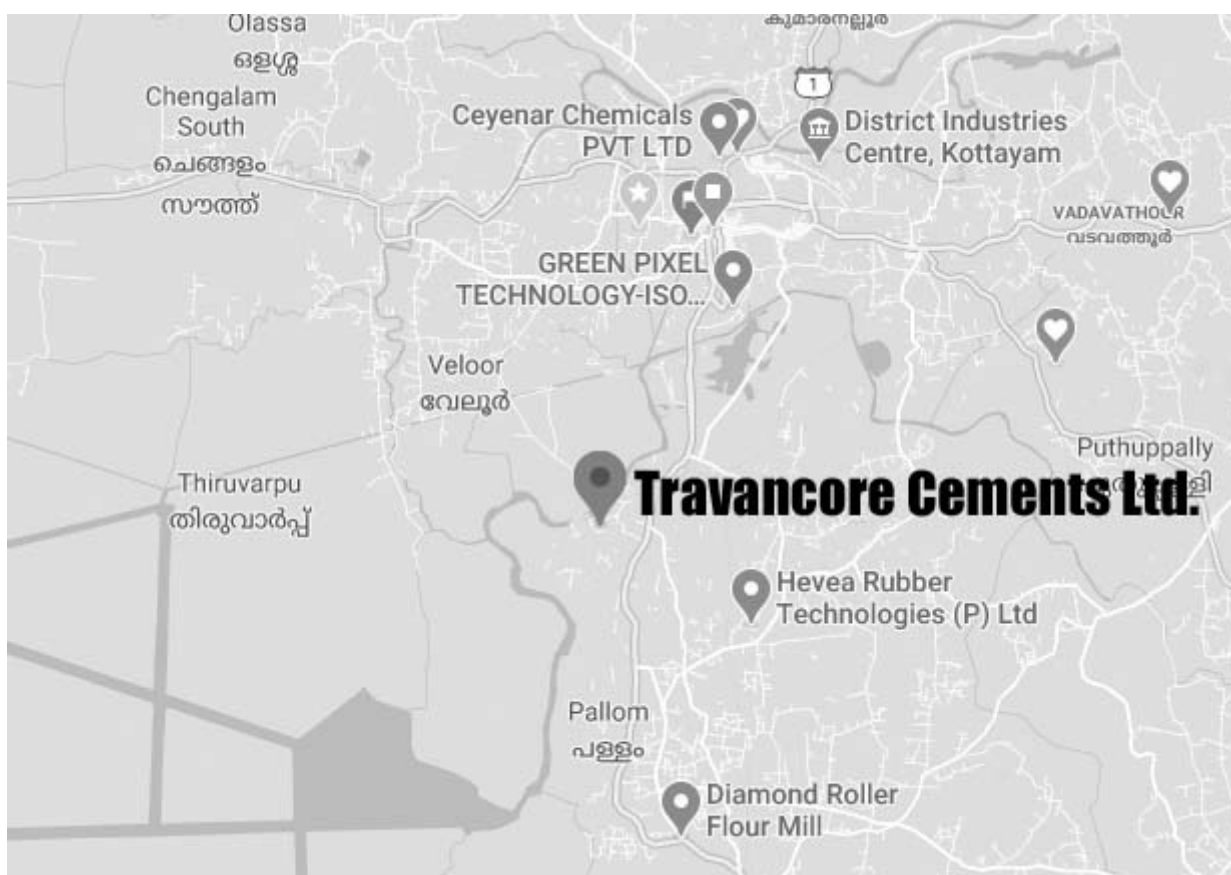 കുമാരനല്ലൂർ
Olassa
ഒളശ്ശ
Chengalam
South
ചെങ്ങളം
സൗത്ത്
1
Ceyenar Chemicals
PVT LTD
District Industries
Centre, Kottayam
VADAVATHOOR
വടവത്തൂർ
GREEN PIXEL
TECHNOLOGY-ISO...
Veloor
വേലൂർ
Puthuppally
Thiruvarpu
തിരുവാർപ്പ്
Travancore Cements Ltd.
Hevea Rubber
Technologies (P) Ltd
Pallom
പള്ളം
Diamond Roller
Flour Mill